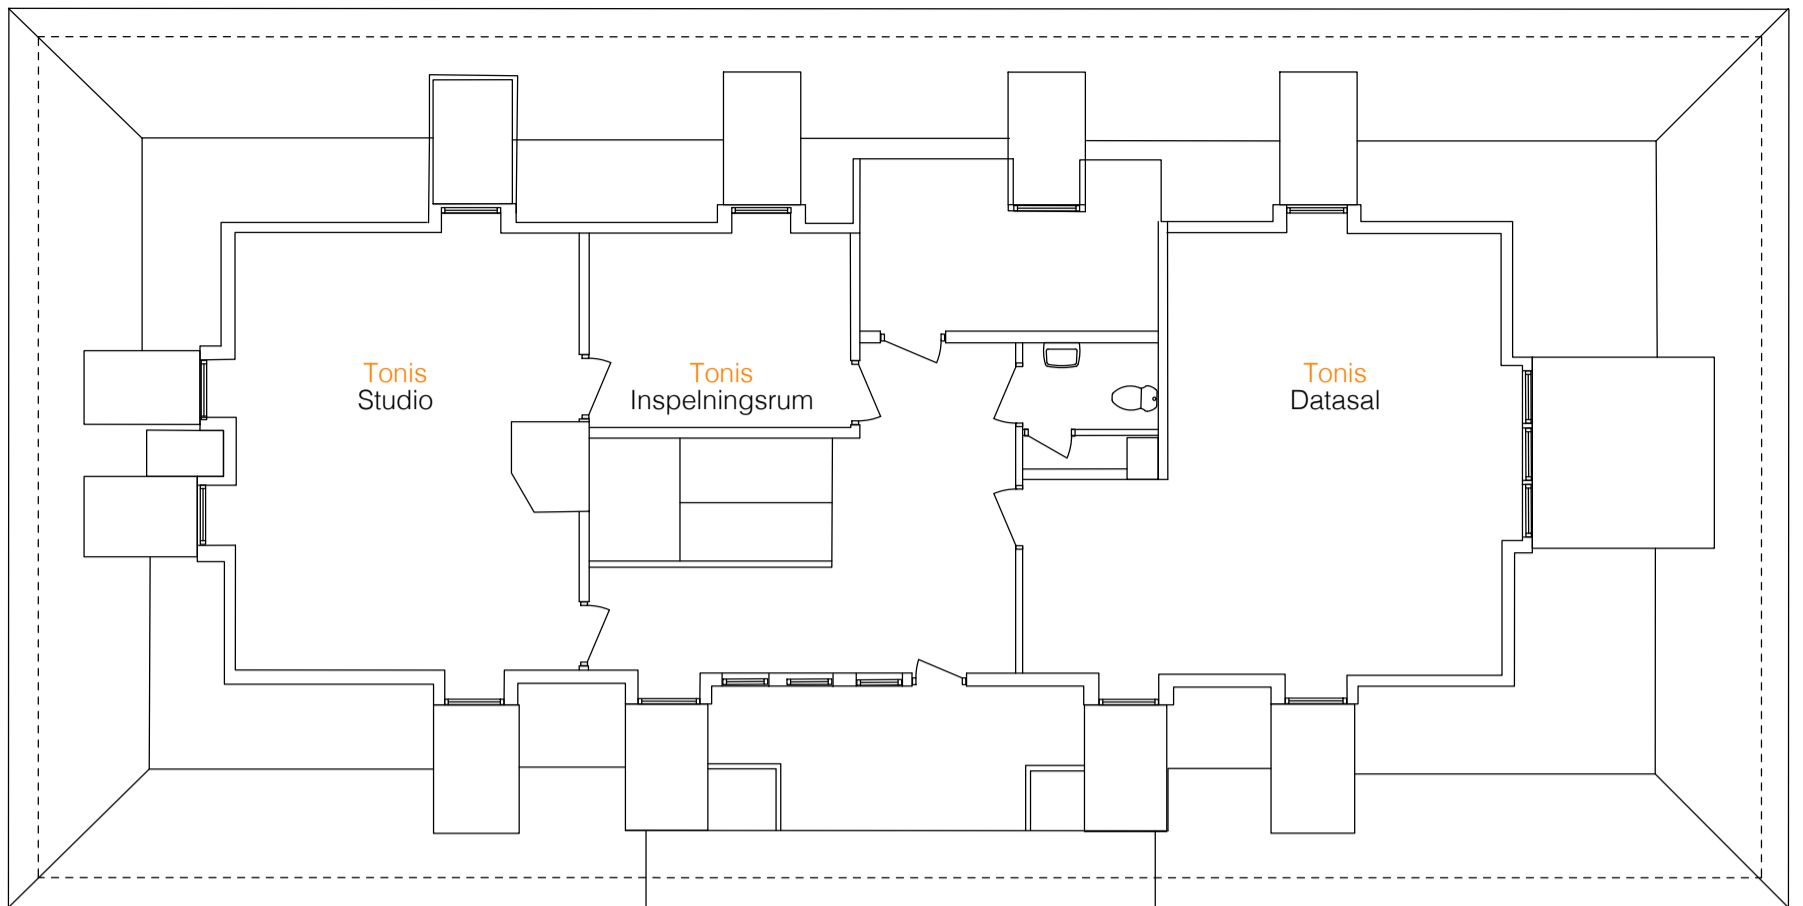 Tonis
Studio
Tonis
Inspelningsrum
Tonis
Datasal